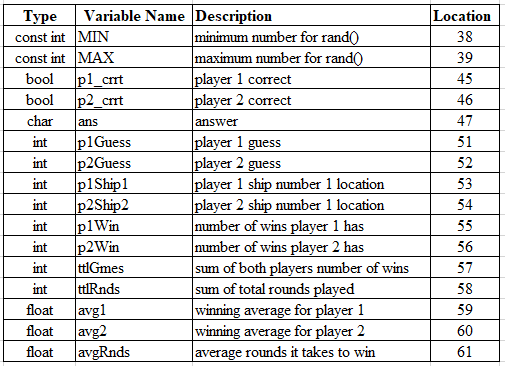 Type Variable Name Description Location
const int MIN minimum number for rand() 38
const int MAX maximum number for rand() 39
bool p1_crrt player 1 correct 45
bool p2_crrt player 2 correct 46
char ans answer 47
int p1Guess player 1 guess 51
int p2Guess player 2 guess 52
int p1Ship1 player 1 ship number 1 location 53
int p2Ship2 player 2 ship number 1 location 54
int p1Win number of wins player 1 has 55
int p2Win number of wins player 2 has 56
int ttlGmes sum of both players number of wins 57
int ttlRnds sum of total rounds played 58
float avg1 winning average for player 1 59
float avg2 winning average for player 2 60
float avgRnds average rounds it takes to win 61